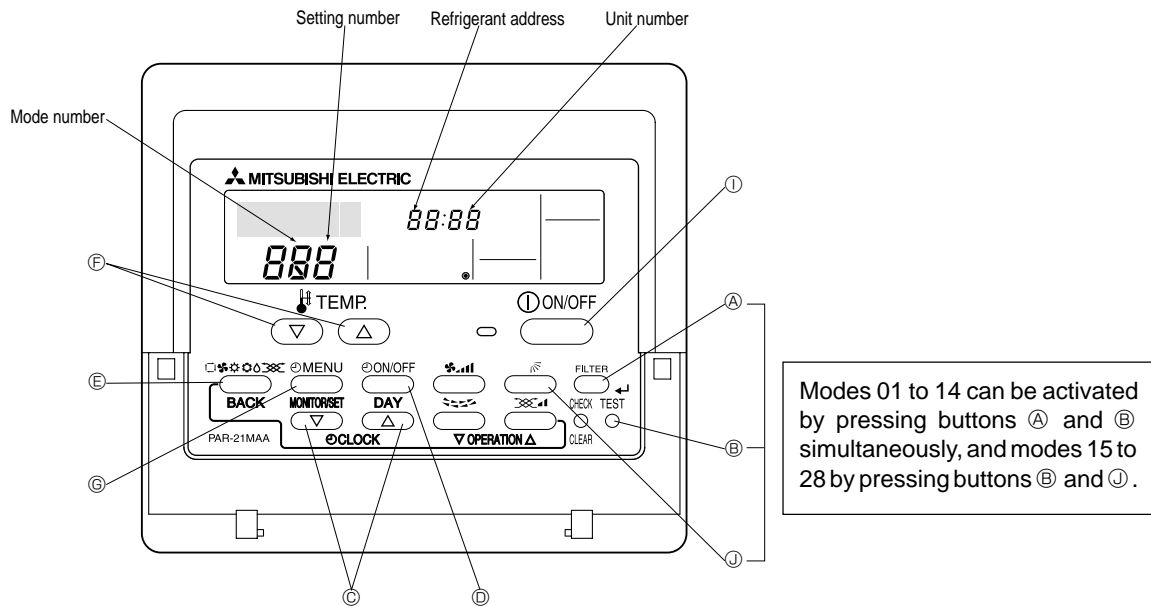 Setting number Refrigerant address Unit number
Mode number
MITSUBISHI ELECTRIC
88:88
888
TEMP. ON/OFF
MENU ON/OFF FILTER
BACK MONITOR/SET DAY CHECK TEST
PAR-21MAA CLOCK ▽ OPERATION △ CLEAR
Ⓕ
Ⓔ
Ⓖ
Ⓒ
Ⓓ
Ⓘ
Ⓐ
Ⓑ
Ⓙ
Modes 01 to 14 can be activated
by pressing buttons Ⓐ and Ⓑ
simultaneously, and modes 15 to
28 by pressing buttons Ⓑ and Ⓙ.